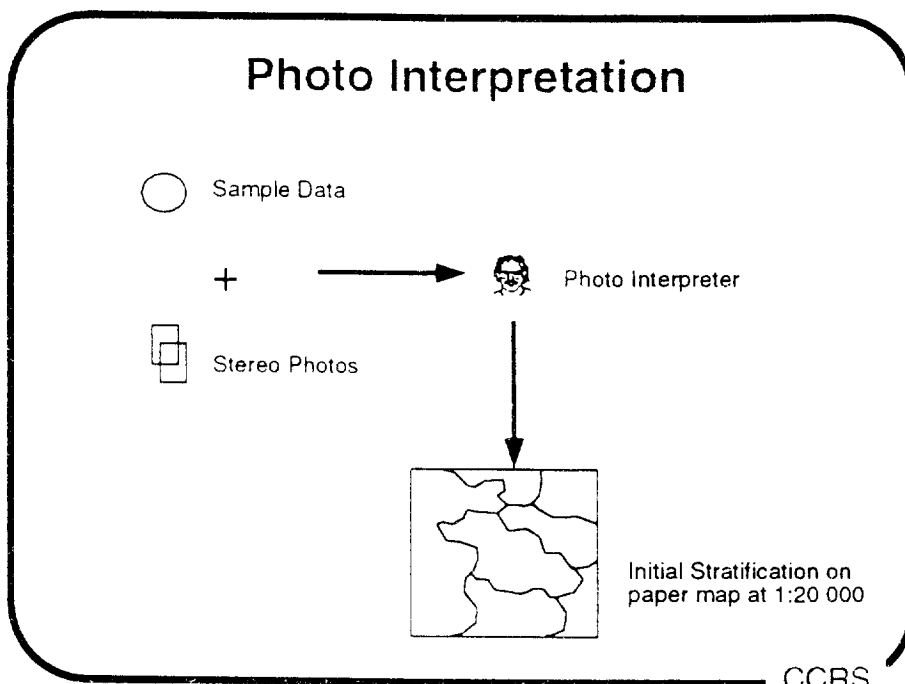 Photo Interpretation
Sample Data
+
Photo Interpreter
Stereo Photos
Initial Stratification on
paper map at 1:20 000
CCRS